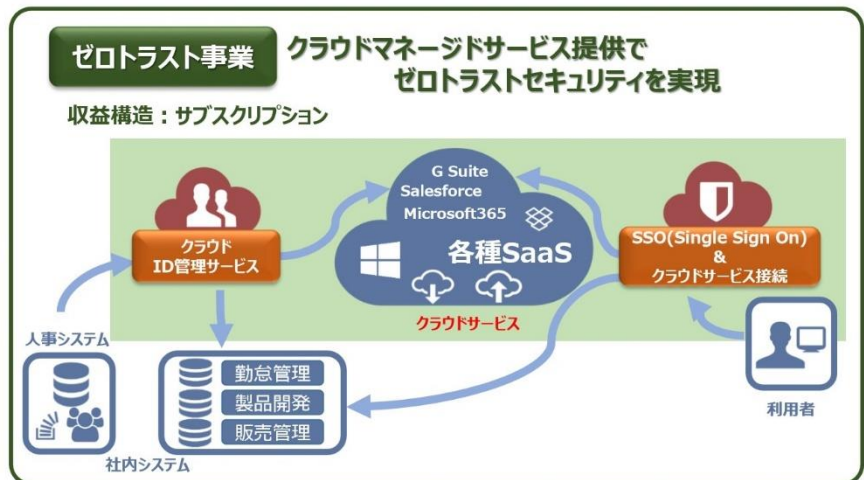 ゼロトラスト事業
クラウドマネージドサービス提供で
ゼロトラストセキュリティを実現
収益構造：サブスクリプション
G Suite
Salesforce
Microsoft365
各種SaaS
クラウドサービス
クラウド
ID管理サービス
SSO(Single Sign On)
&
クラウドサービス接続
人事システム
勤怠管理
製品開発
販売管理
社内システム
利用者